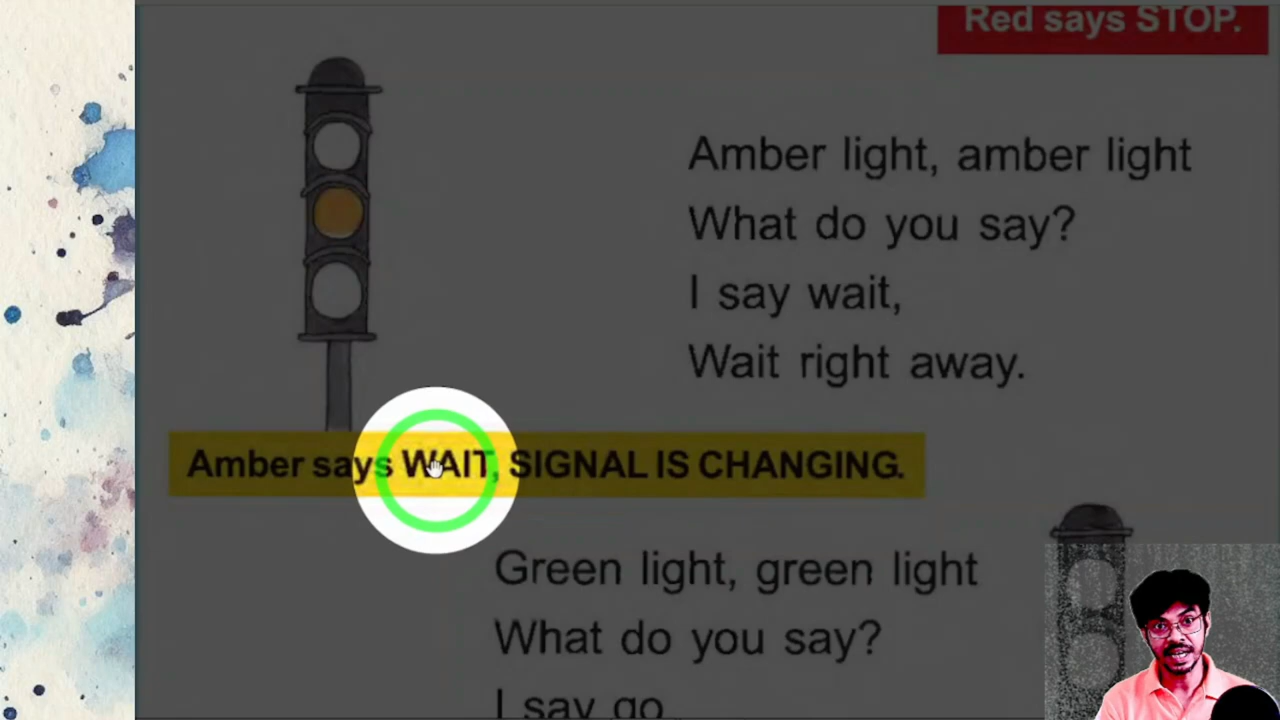 Red says STOP.
Amber light, amber light
What do you say?
I say wait,
Wait right away.
Amber says WAIT, SIGNAL IS CHANGING.
Green light, green light
What do you say?
I say go